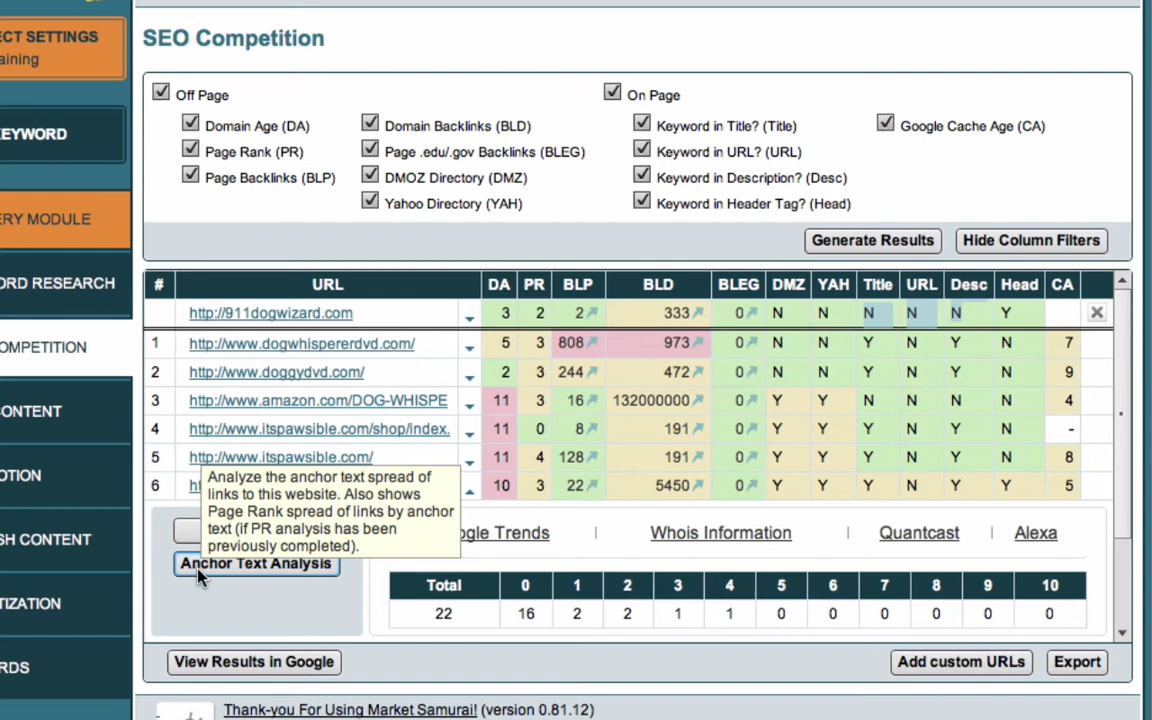 SEO Competition
ECT SETTINGS
aining
EYWORD
ERY MODULE
ORD RESEARCH
OMPETITION
ONTENT
OTION
SH CONTENT
TIZATION
RDS
Off Page
On Page
Domain Age (DA)
Domain Backlinks (BLD)
Keyword in Title? (Title)
Google Cache Age (CA)
Page Rank (PR)
Page .edu/.gov Backlinks (BLEG)
Keyword in URL? (URL)
Page Backlinks (BLP)
DMOZ Directory (DMZ)
Keyword in Description? (Desc)
Yahoo Directory (YAH)
Keyword in Header Tag? (Head)
Generate Results
Hide Column Filters
# URL DA PR BLP BLD BLEG DMZ YAH Title URL Desc Head CA
http://911dogwizard.com 3 2 2 333 0 N N N N N Y
1 http://www.dogwhispererdvd.com/ 5 3 808 973 0 N N Y N Y N 7
2 http://www.doggydvd.com/ 2 3 244 472 0 N N Y N Y N 9
3 http://www.amazon.com/DOG-WHISPE 11 3 16 132000000 0 Y Y N N N N 4
4 http://www.itspawsible.com/shop/index. 11 0 8 191 0 Y Y Y N Y N -
5 http://www.itspawsible.com/ 11 4 128 191 0 Y Y Y N Y N 8
6 ht 10 3 22 5450 0 Y Y Y N Y Y 5
Analyze the anchor text spread of
links to this website. Also shows
Page Rank spread of links by anchor
text (if PR analysis has been
previously completed).
ogle Trends | Whois Information | Quantcast | Alexa
Anchor Text Analysis
Total 0 1 2 3 4 5 6 7 8 9 10
22 16 2 2 1 1 0 0 0 0 0 0
View Results in Google
Add custom URLs
Export
Thank-you For Using Market Samurai! (version 0.81.12)